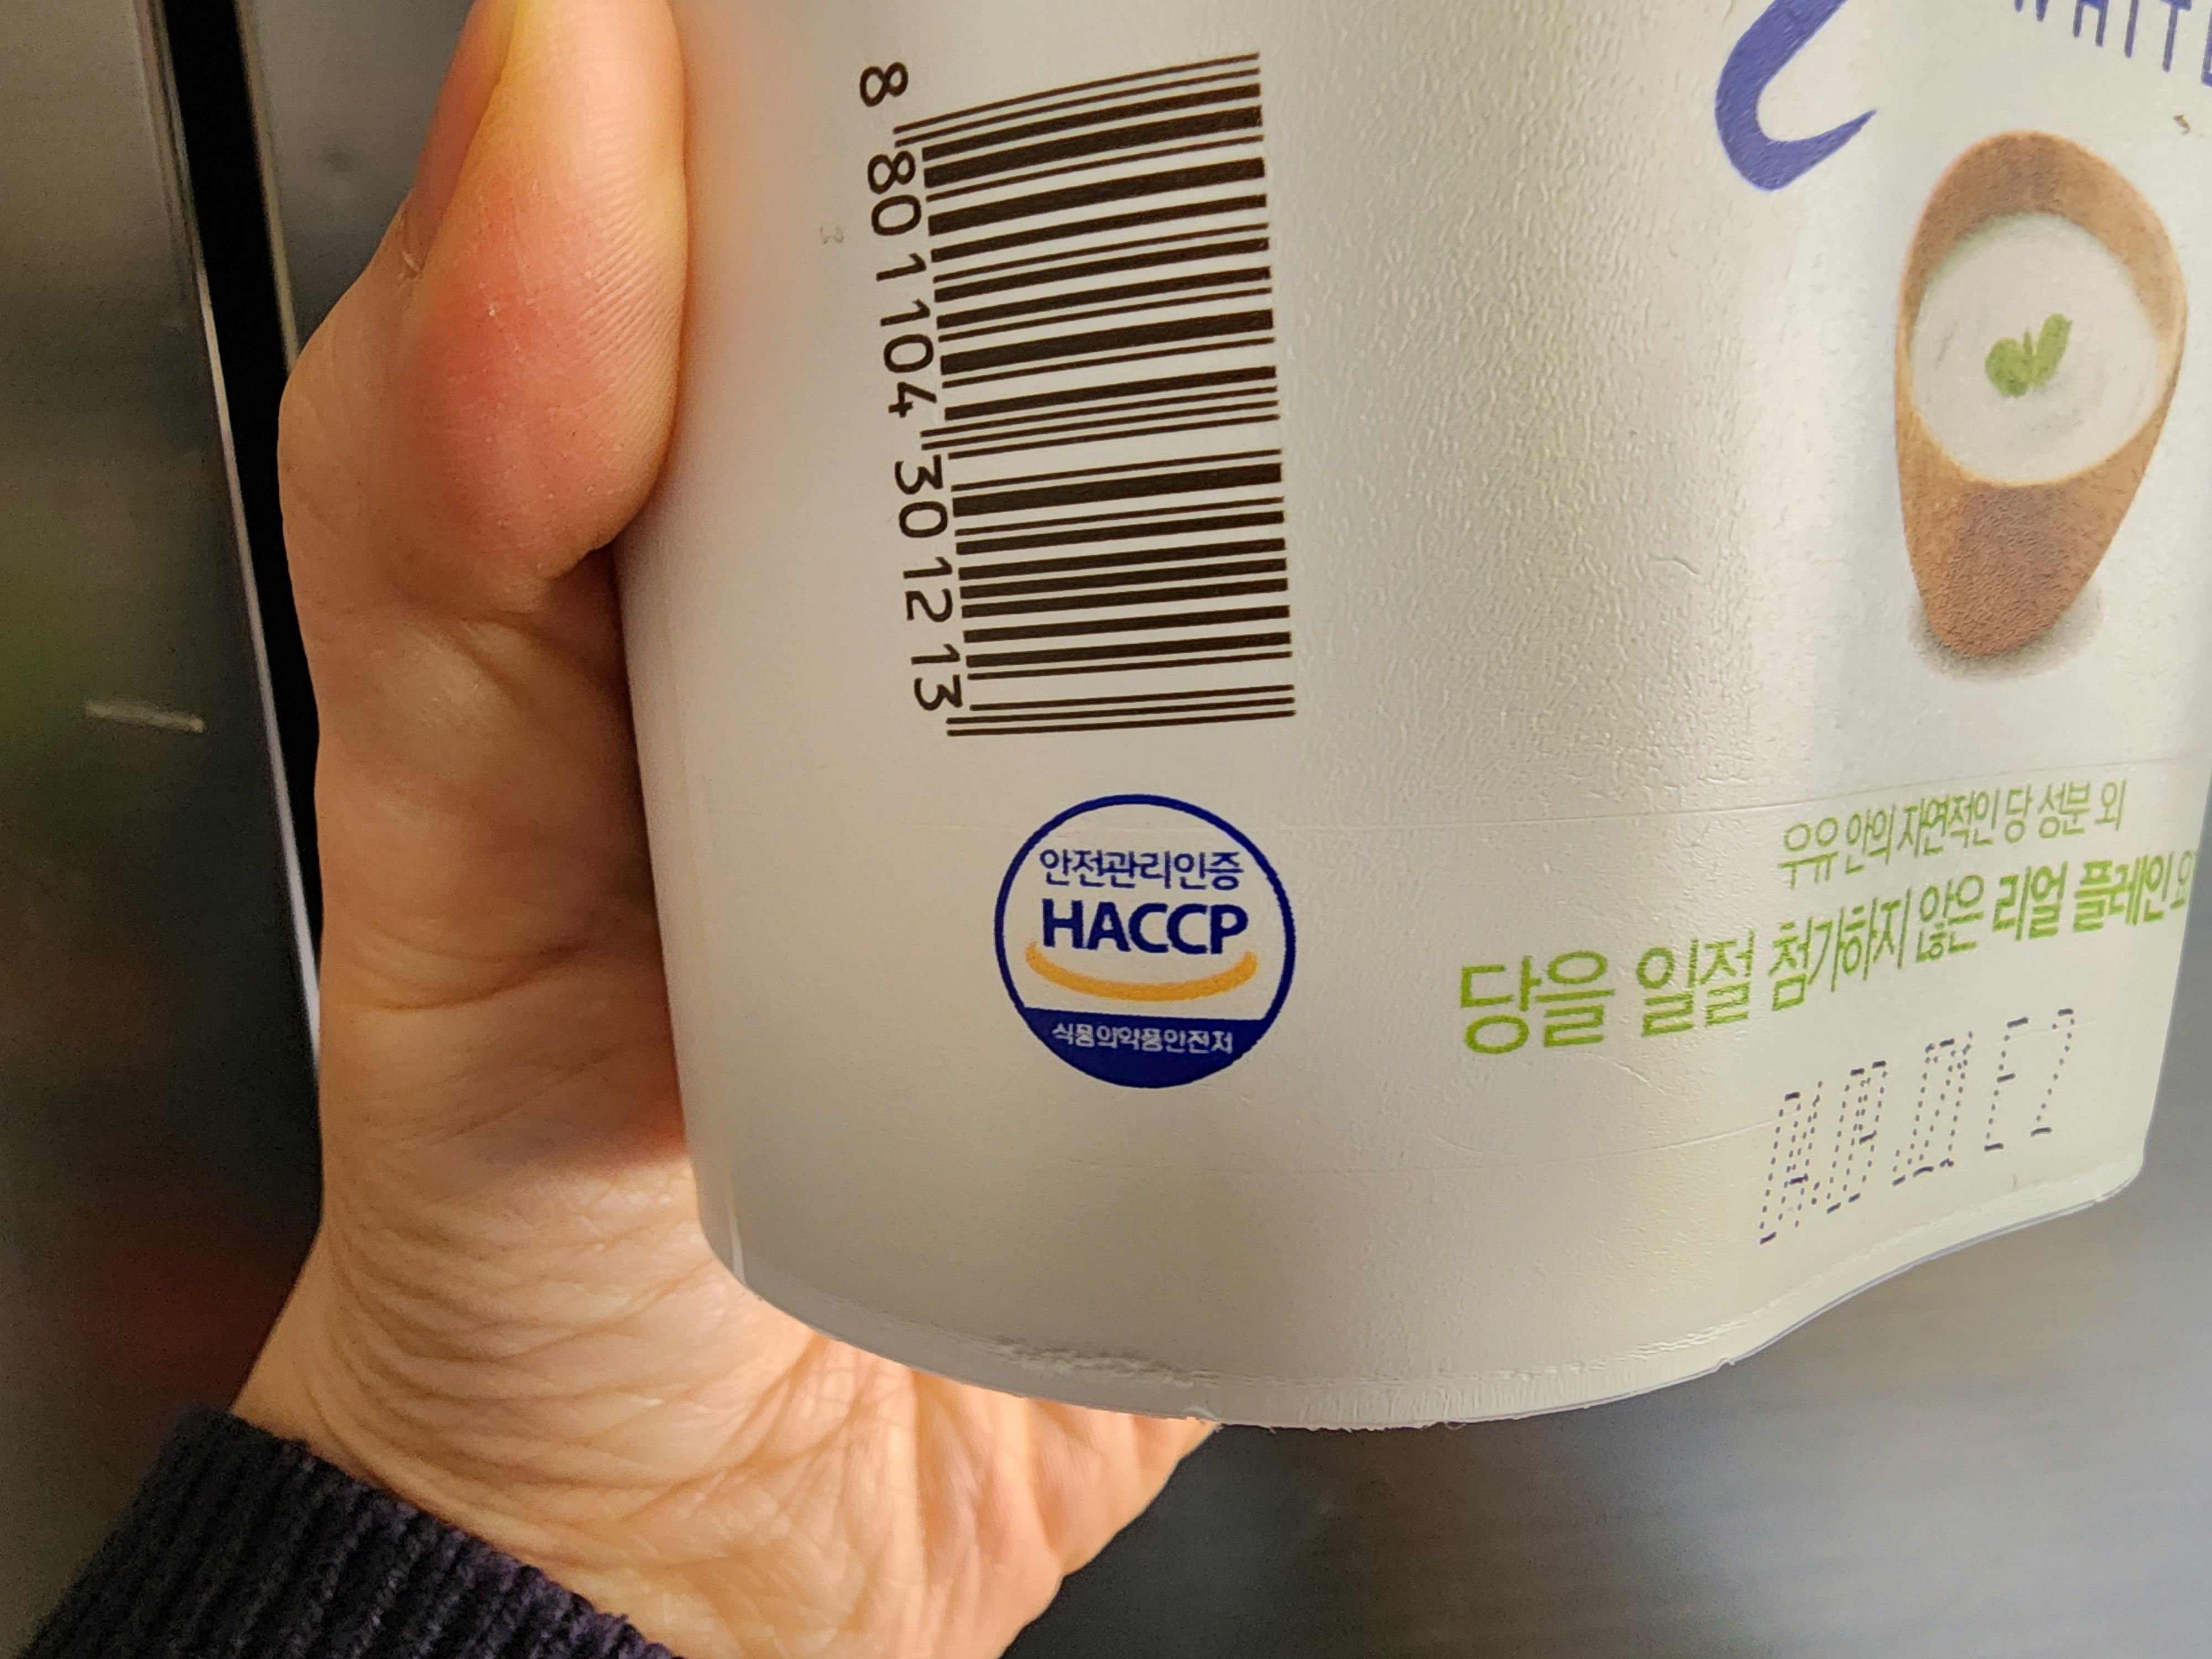 WHITE
8 801104 301213
안전관리인증
HACCP
식품의약품안전처
우유 안의 자연적인 당 성분 외
당을 일절 첨가하지 않은 리얼 플레인